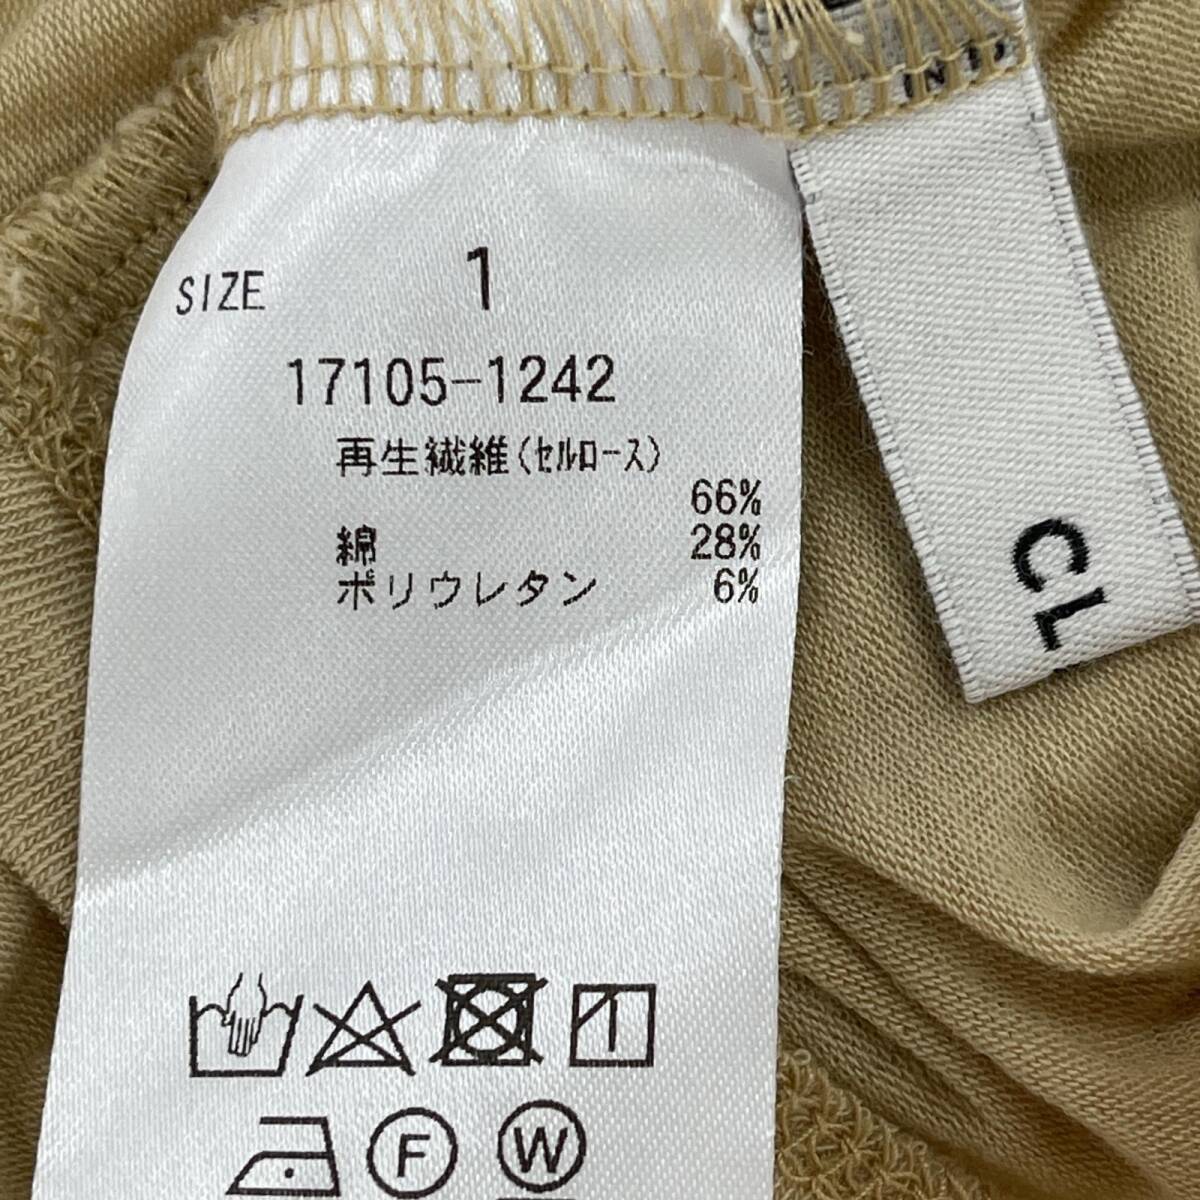 SIZE 1
17105-1242
再生繊維(セルロース)
66%
綿 28%
ポリウレタン 6%
F W
CL